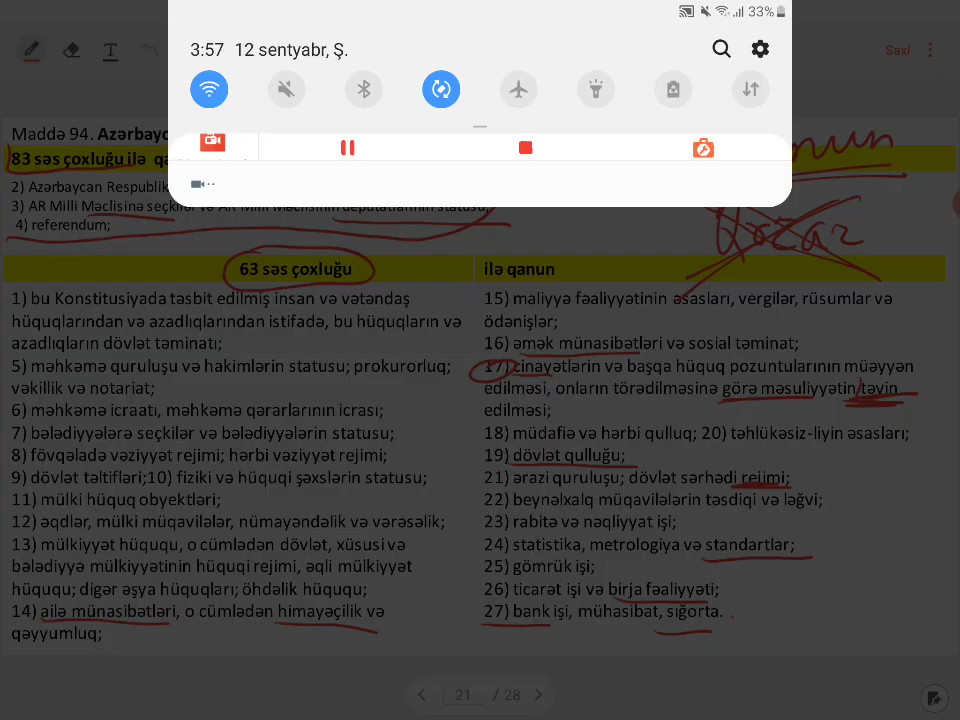 33%
3:57 12 sentyabr, Ş.
T
Saxl
Maddə 94. Azərbayc
83 səs çoxluğu ilə qa
2) Azərbaycan Respublik
3) AR Milli Məclisinə seçkilər və AR Milli Məclisinin deputatlarının statusu;
4) referendum;
63 səs çoxluğu ilə qanun
1) bu Konstitusiyada təsbit edilmiş insan və vətəndaş
hüquqlarından və azadlıqlarından istifadə, bu hüquqların və
azadlıqların dövlət təminatı;
5) məhkəmə quruluşu və hakimlərin statusu; prokurorluq;
vəkillik və notariat;
6) məhkəmə icraatı, məhkəmə qərarlarının icrası;
7) bələdiyyələrə seçkilər və bələdiyyələrin statusu;
8) fövqəladə vəziyyət rejimi; hərbi vəziyyət rejimi;
9) dövlət təltifləri;10) fiziki və hüquqi şəxslərin statusu;
11) mülki hüquq obyektləri;
12) əqdlər, mülki müqavilələr, nümayəndəlik və vərəsəlik;
13) mülkiyyət hüququ, o cümlədən dövlət, xüsusi və
bələdiyyə mülkiyyətinin hüquqi rejimi, əqli mülkiyyət
hüququ; digər əşya hüquqları; öhdəlik hüququ;
14) ailə münasibətləri, o cümlədən himayəçilik və
qəyyumluq;
15) maliyyə fəaliyyətinin əsasları, vergilər, rüsumlar və
ödənişlər;
16) əmək münasibətləri və sosial təminat;
17) cinayətlərin və başqa hüquq pozuntularının müəyyən
edilməsi, onların törədilməsinə görə məsuliyyətin təyin
edilməsi;
18) müdafiə və hərbi qulluq; 20) təhlükəsiz-liyin əsasları;
19) dövlət qulluğu;
21) ərazi quruluşu; dövlət sərhədi rejimi;
22) beynəlxalq müqavilələrin təsdiqi və ləğvi;
23) rabitə və nəqliyyat işi;
24) statistika, metrologiya və standartlar;
25) gömrük işi;
26) ticarət işi və birja fəaliyyəti;
27) bank işi, mühasibat, sığorta.
21 / 28